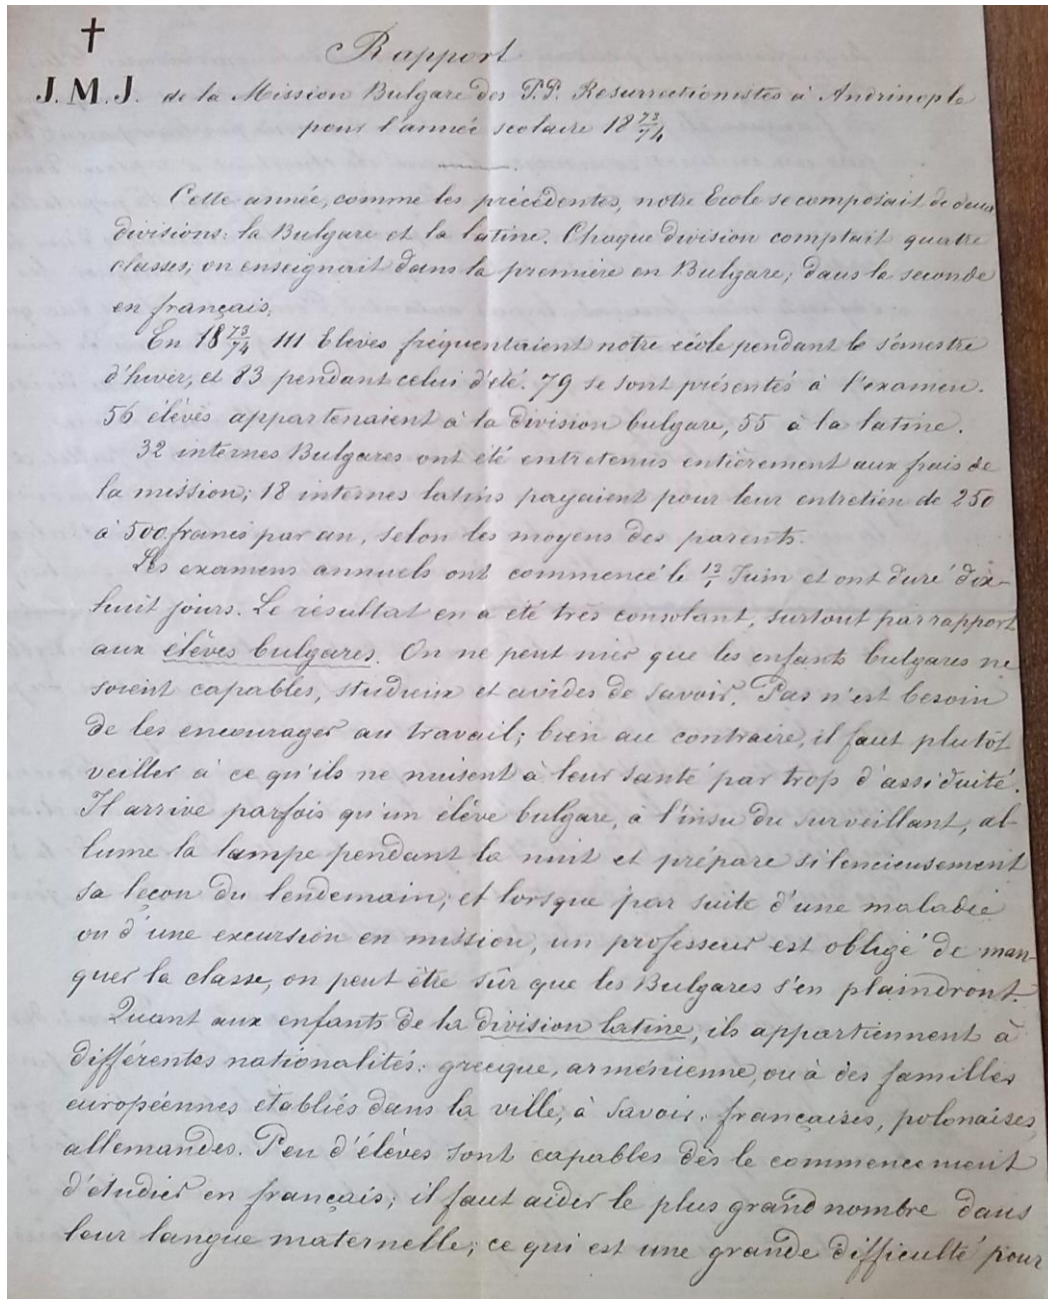 †
Rapport
J. M. J. de la Mission Bulgare des P.P. Resurrectionistes à Andrinople
pour l'année scolaire 18 73/74
Cette année, comme les précédentes, notre Ecole se composait de deux
divisions: la Bulgare et la latine. Chaque division comptait quatre
classes; on enseignait dans la première en Bulgare; dans la seconde
en français.
En 18 73/74 111 Elevès fréquentaient notre école pendant le sémestre
d'hiver, et 83 pendant celui d'été. 79 se sont présentés à l'examen.
56 élévès appartenaient à la division bulgare, 55 à la latine.
32 internes Bulgares ont été entretenus entièrement aux frais de
la mission; 18 internes latins payaient pour leur entretien de 250
à 500 francs par an, selon les moyens des parents.
Les examens annuels ont commencé le 13/1 Juin et ont duré dix-
huit jours. Le résultat en a été très consolant, surtout par rapport
aux élèves bulgares. On ne peut nier que les enfants bulgares ne
soient capables, studieux et avides de savoir. Pas n'est besoin
de les encourager au travail; bien au contraire, il faut plutôt
veiller à ce qu'ils ne nuisent à leur santé par trop d'assiduité.
Il arrive parfois qu'un élève bulgare, à l'insu du surveillant, al-
lume la lampe pendant la nuit et prépare silencieusement
sa leçon du lendemain; et lorsque par suite d'une maladie
ou d'une excursion en mission, un professeur est obligé de man-
quer la classe, on peut être sûr que les Bulgares s'en plaindront.
Quant aux enfants de la division latine, ils appartiennent à
différentes nationalités: grecque, arménienne, ou à des familles
européennes établiés dans la ville, à savoir: françaises, polonaises,
allemandes. Peu d'élèves sont capables dès le commencement
d'étudier en français; il faut aider le plus grand nombre dans
leur langue maternelle; ce qui est une grande difficulté pour